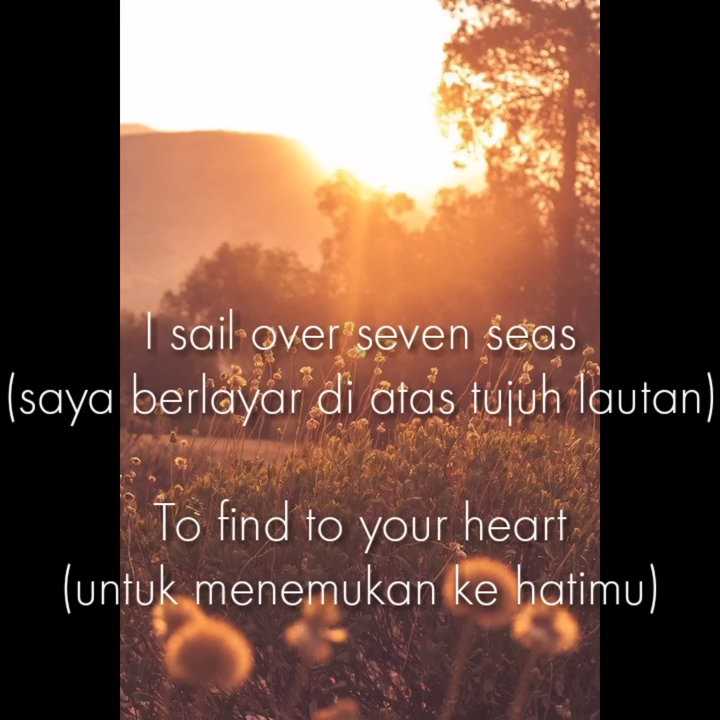 I sail over seven seas
(saya berlayar di atas tujuh lautan)
To find to your heart
(untuk menemukan ke hatimu)